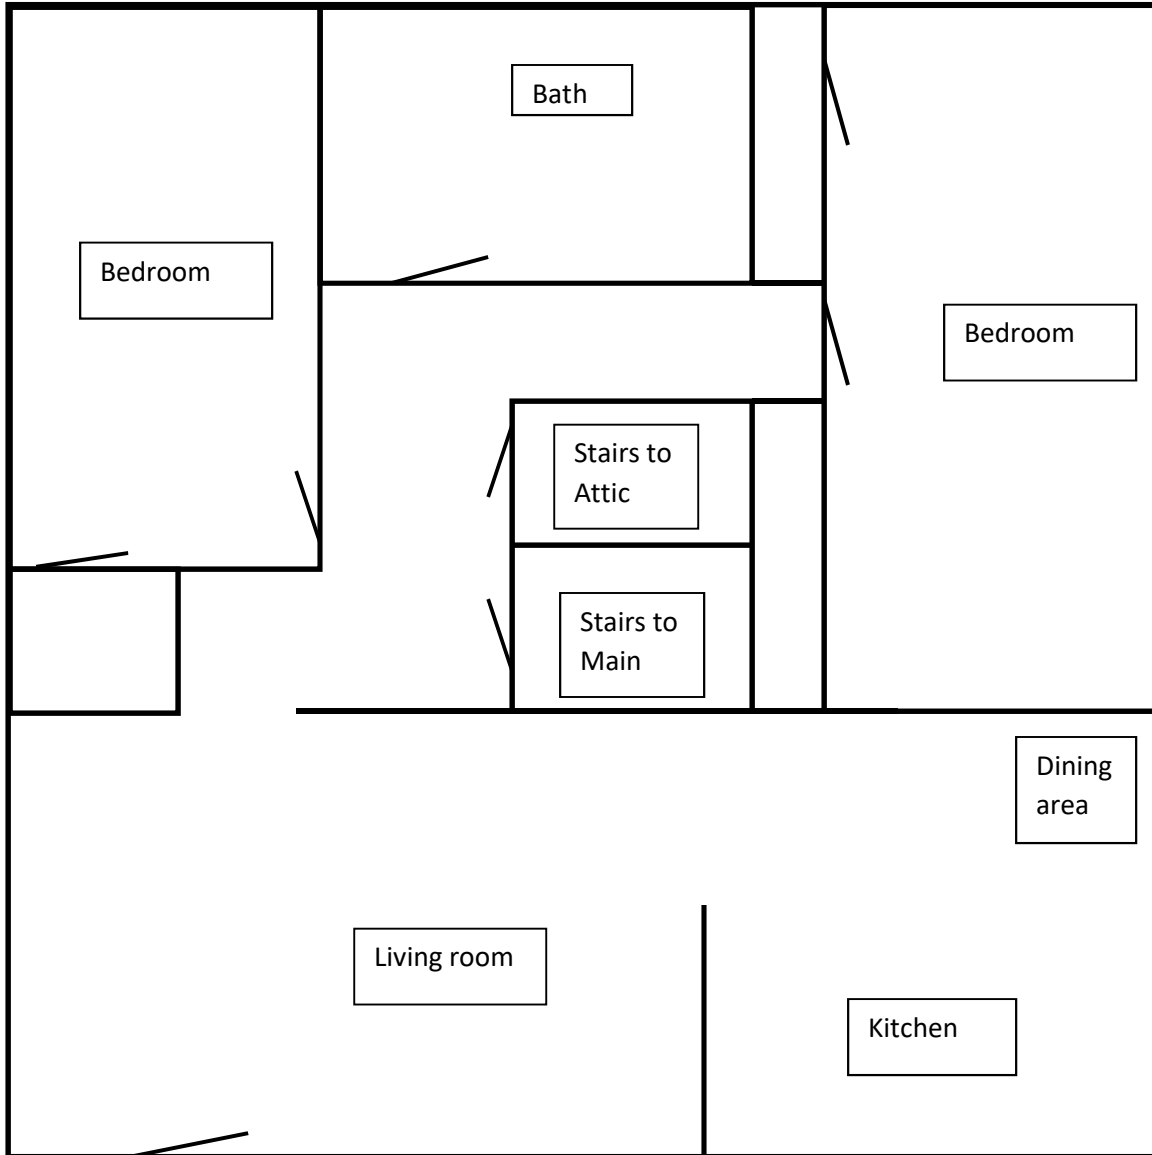 Bath
Bedroom
Bedroom
Stairs to
Attic
Stairs to
Main
Dining
area
Living room
Kitchen